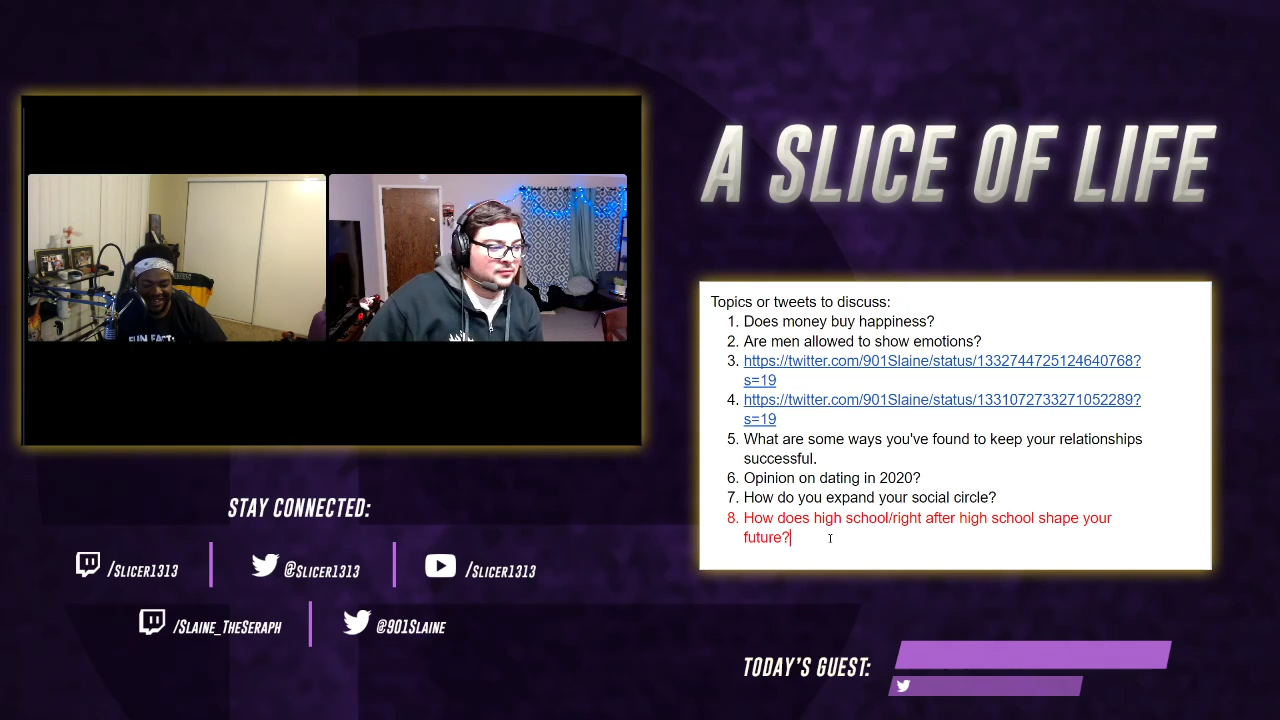 A SLICE OF LIFE
FUN FACT:
Topics or tweets to discuss:
1. Does money buy happiness?
2. Are men allowed to show emotions?
3. https://twitter.com/901Slaine/status/1332744725124640768?
s=19
4. https://twitter.com/901Slaine/status/1331072733271052289?
s=19
5. What are some ways you've found to keep your relationships
successful.
6. Opinion on dating in 2020?
7. How do you expand your social circle?
8. How does high school/right after high school shape your
future?
STAY CONNECTED:
/SLICER1313
@SLICER1313
/SLICER1313
/SLAINE_THESERAPH
@901SLAINE
TODAY'S GUEST: